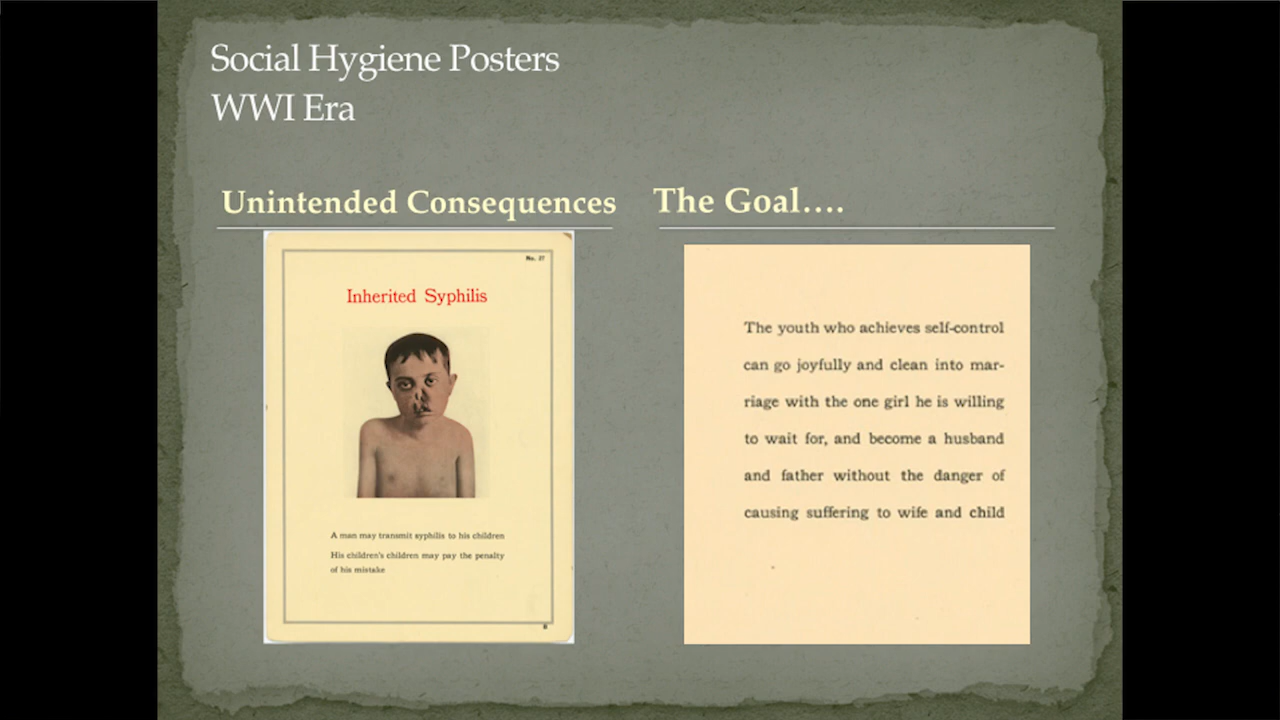 Social Hygiene Posters
WWI Era
Unintended Consequences
No. 37
Inherited Syphilis
A man may transmit syphilis to his children
His children's children may pay the penalty
of his mistake
The Goal....
The youth who achieves self-control
can go joyfully and clean into mar-
riage with the one girl he is willing
to wait for, and become a husband
and father without the danger of
causing suffering to wife and child